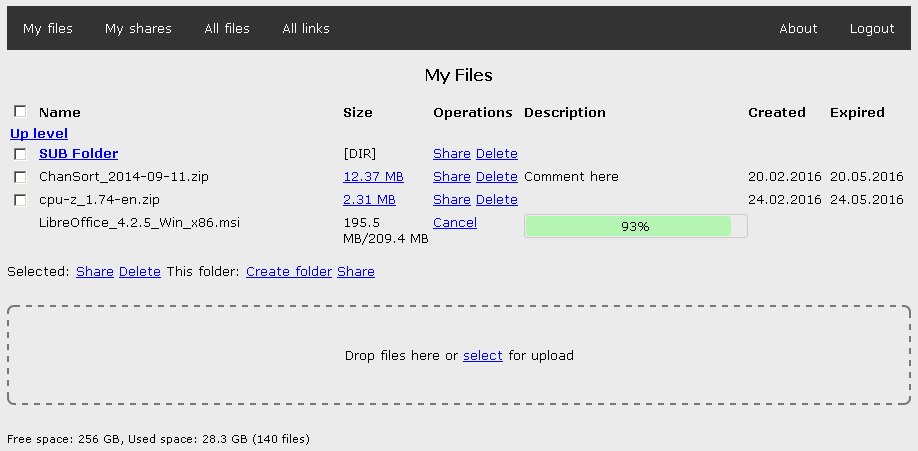 My files My shares All files All links About Logout
My Files
Name Size Operations Description Created Expired
Up level
SUB Folder [DIR] Share Delete
ChanSort_2014-09-11.zip 12.37 MB Share Delete Comment here 20.02.2016 20.05.2016
cpu-z_1.74-en.zip 2.31 MB Share Delete 24.02.2016 24.05.2016
LibreOffice_4.2.5_Win_x86.msi 195.5 Cancel 93%
MB/209.4 MB
Selected: Share Delete This folder: Create folder Share
Drop files here or select for upload
Free space: 256 GB, Used space: 28.3 GB (140 files)